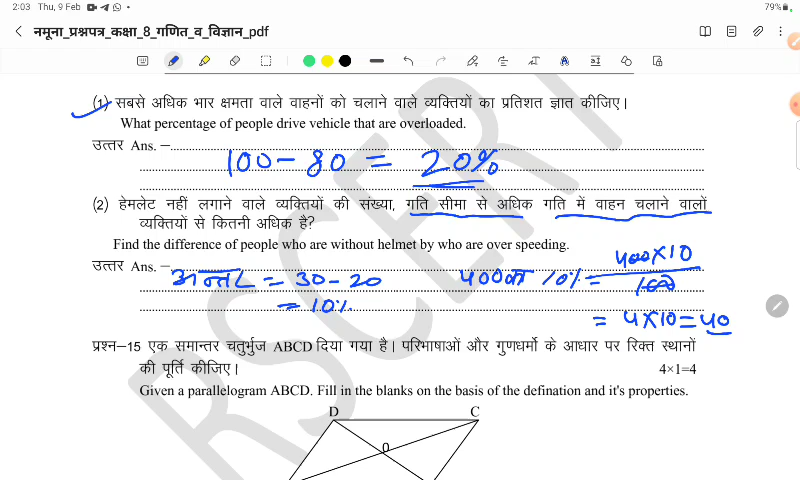 2:03 Thu, 9 Feb
79%
नमूना_प्रश्नपत्र_कक्षा_8_गणित_व_विज्ञान_pdf
(1) सबसे अधिक भार क्षमता वाले वाहनों को चलाने वाले व्यक्तियों का प्रतिशत ज्ञात कीजिए।
What percentage of people drive vehicle that are overloaded.
उत्तर Ans. –
100 - 80 = 20%
(2) हेमलेट नहीं लगाने वाले व्यक्तियों की संख्या, गति सीमा से अधिक गति में वाहन चलाने वालों
व्यक्तियों से कितनी अधिक है?
Find the difference of people who are without helmet by who are over speeding.
उत्तर Ans. –
अन्तर = 30 - 20
= 10%
400 का 10% = 400×10
100
= 4×10 = 40
प्रश्न–15 एक समान्तर चतुर्भुज ABCD दिया गया है। परिभाषाओं और गुणधर्मो के आधार पर रिक्त स्थानों
की पूर्ति कीजिए।
4×1=4
Given a parallelogram ABCD. Fill in the blanks on the basis of the defination and it's properties.
D C
0
RSCERT